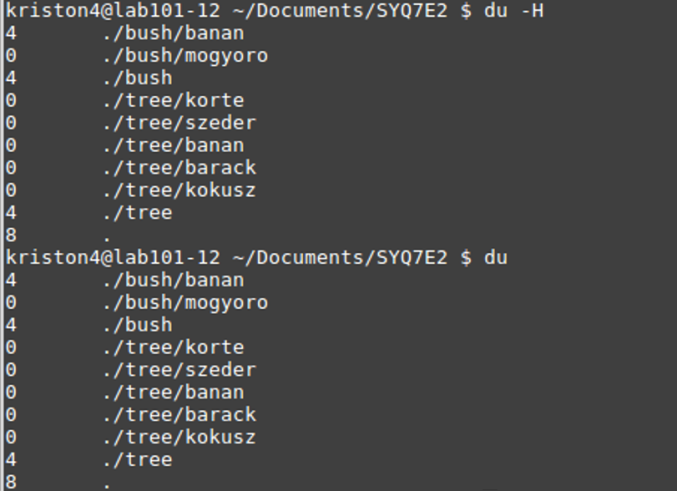 kriston4@lab101-12 ~/Documents/SYQ7E2 $ du -H
4 ./bush/banan
0 ./bush/mogyoro
4 ./bush
0 ./tree/korte
0 ./tree/szeder
0 ./tree/banan
0 ./tree/barack
0 ./tree/kokusz
4 ./tree
8 .
kriston4@lab101-12 ~/Documents/SYQ7E2 $ du
4 ./bush/banan
0 ./bush/mogyoro
4 ./bush
0 ./tree/korte
0 ./tree/szeder
0 ./tree/banan
0 ./tree/barack
0 ./tree/kokusz
4 ./tree
8 .